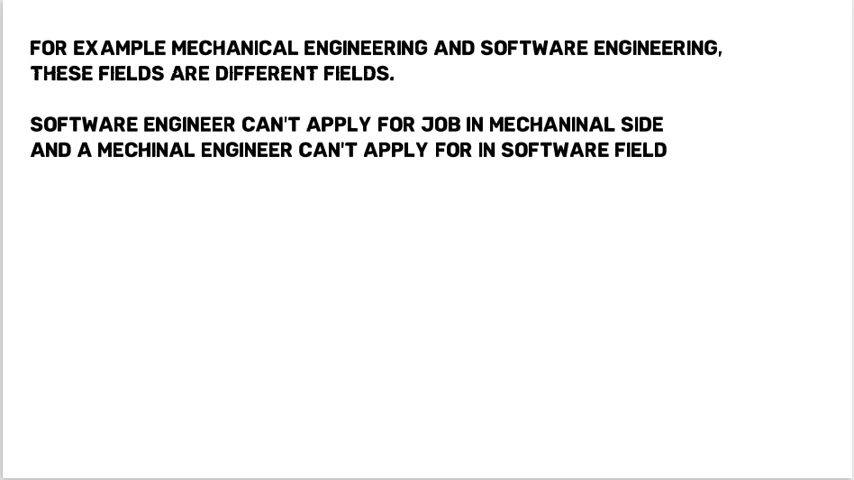 FOR EXAMPLE MECHANICAL ENGINEERING AND SOFTWARE ENGINEERING,
THESE FIELDS ARE DIFFERENT FIELDS.
SOFTWARE ENGINEER CAN'T APPLY FOR JOB IN MECHANINAL SIDE
AND A MECHINAL ENGINEER CAN'T APPLY FOR IN SOFTWARE FIELD